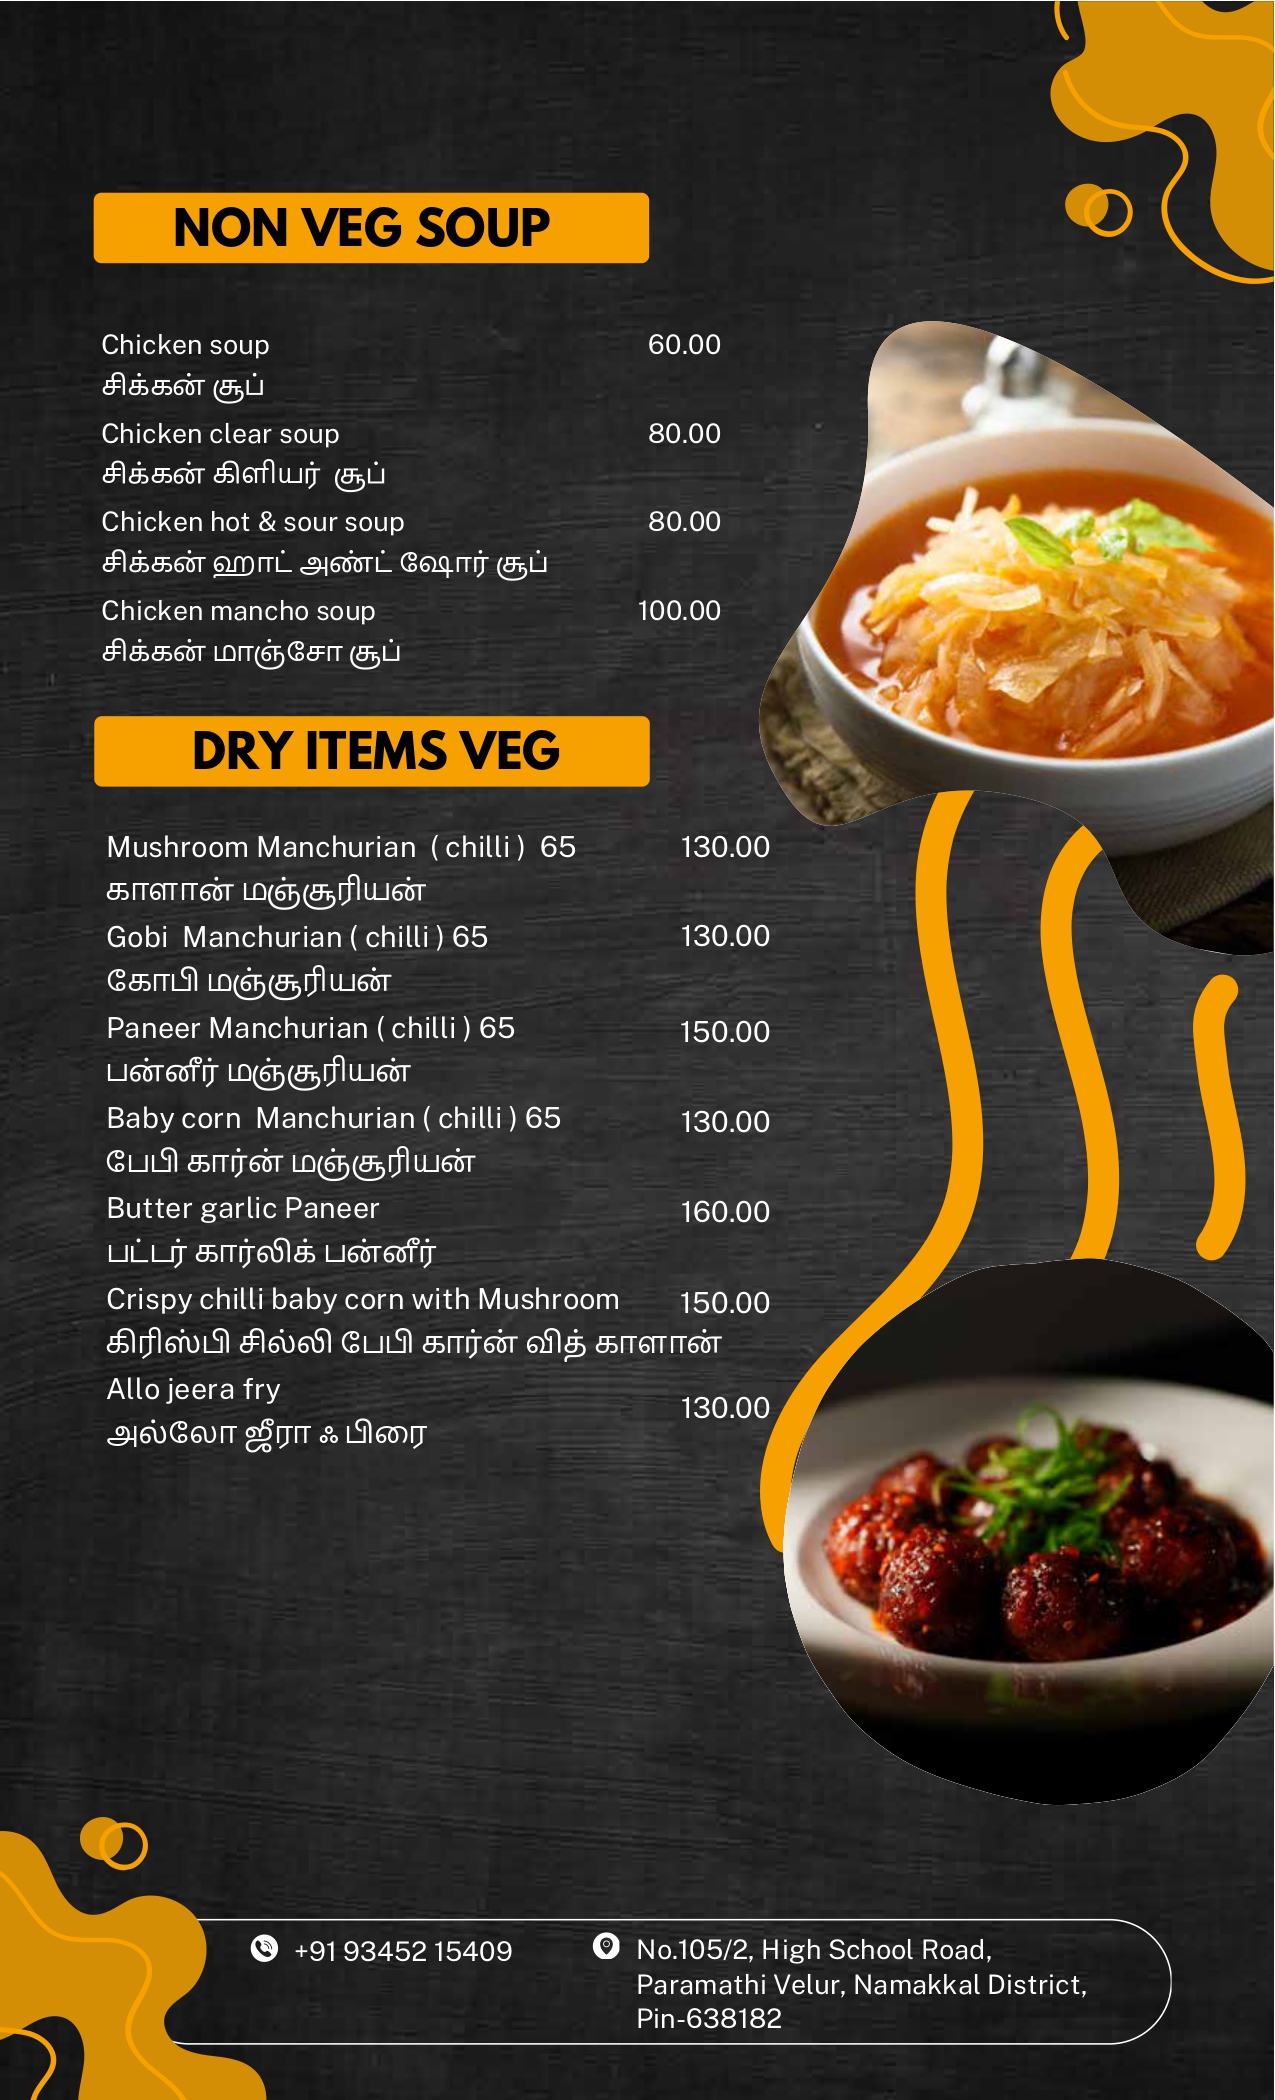 NON VEG SOUP
Chicken soup 60.00
சிக்கன் சூப்
Chicken clear soup 80.00
சிக்கன் கிளியர் சூப்
Chicken hot & sour soup 80.00
சிக்கன் ஹாட் அண்ட் ஷோர் சூப்
Chicken mancho soup 100.00
சிக்கன் மாஞ்சோ சூப்
DRY ITEMS VEG
Mushroom Manchurian ( chilli ) 65 130.00
காளான் மஞ்சூரியன்
Gobi Manchurian ( chilli ) 65 130.00
கோபி மஞ்சூரியன்
Paneer Manchurian ( chilli ) 65 150.00
பன்னீர் மஞ்சூரியன்
Baby corn Manchurian ( chilli ) 65 130.00
பேபி கார்ன் மஞ்சூரியன்
Butter garlic Paneer 160.00
பட்டர் கார்லிக் பன்னீர்
Crispy chilli baby corn with Mushroom 150.00
கிரிஸ்பி சில்லி பேபி கார்ன் வித் காளான்
Allo jeera fry 130.00
அல்லோ ஜீரா ஃ பிரை
+91 93452 15409
No.105/2, High School Road,
Paramathi Velur, Namakkal District,
Pin-638182